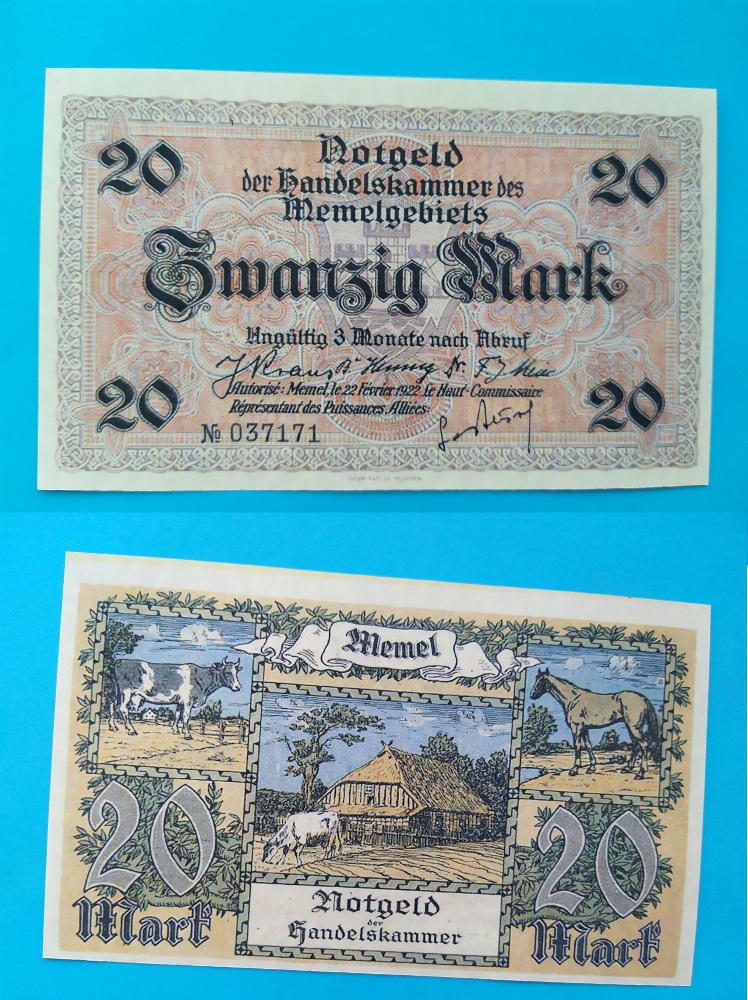 20
Notgeld
20
der Handelskammer des
Memelgebiets
Zwanzig Mark
Ungültig 3 Monate nach Abruf
Autorisé: Memel, le 22 Février 1922 Le Haut-Commissaire
Réprésentant des Puissances Alliées:
20
№ 037171
20
Memel
20
Mark
20
Mark
Notgeld
der
Handelskammer